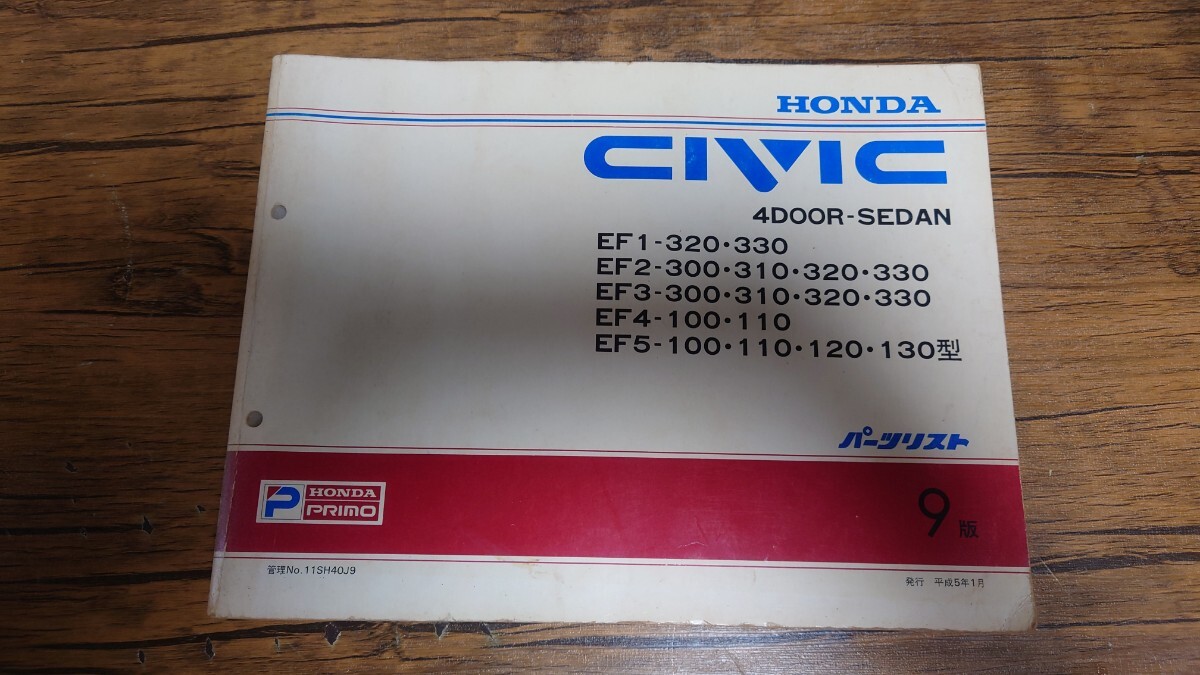 HONDA
CIVIC
4DOOR-SEDAN
EF1-320・330
EF2-300・310・320・330
EF3-300・310・320・330
EF4-100・110
EF5-100・110・120・130型
パーツリスト
P HONDA
PRIMO
9版
管理No.11SH40J9
発行 平成5年1月